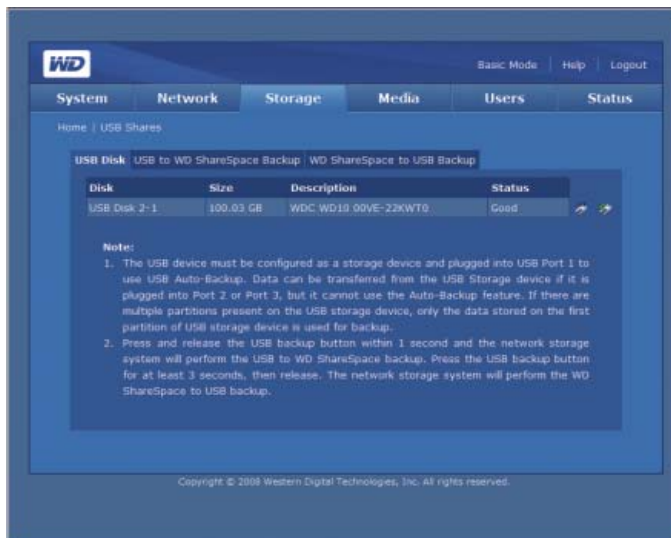 WD
Basic Mode | Help | Logout
System Network Storage Media Users Status
Home | USB Shares
USB Disk USB to WD ShareSpace Backup WD ShareSpace to USB Backup
Disk Size Description Status
USB Disk 2-1 100.03 GB WDC WD10 00VE-22KWT0 Good
Note:
1. The USB device must be configured as a storage device and plugged into USB Port 1 to
use USB Auto-Backup. Data can be transferred from the USB Storage device if it is
plugged into Port 2 or Port 3, but it cannot use the Auto-Backup feature. If there are
multiple partitions present on the USB storage device, only the data stored on the first
partition of USB storage device is used for backup.
2. Press and release the USB backup button within 1 second and the network storage
system will perform the USB to WD ShareSpace backup. Press the USB backup button
for at least 3 seconds, then release. The network storage system will perform the WD
ShareSpace to USB backup.
Copyright © 2008 Western Digital Technologies, Inc. All rights reserved.